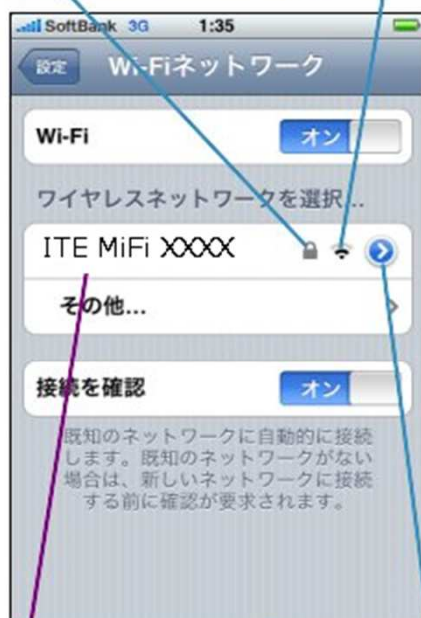 SoftBank 3G 1:35
設定 Wi-Fiネットワーク
Wi-Fi オン
ワイヤレスネットワークを選択...
ITE MiFi XXXX
その他...
接続を確認 オン
既知のネットワークに自動的に接続
します。既知のネットワークがない
場合は、新しいネットワークに接続
する前に確認が要求されます。